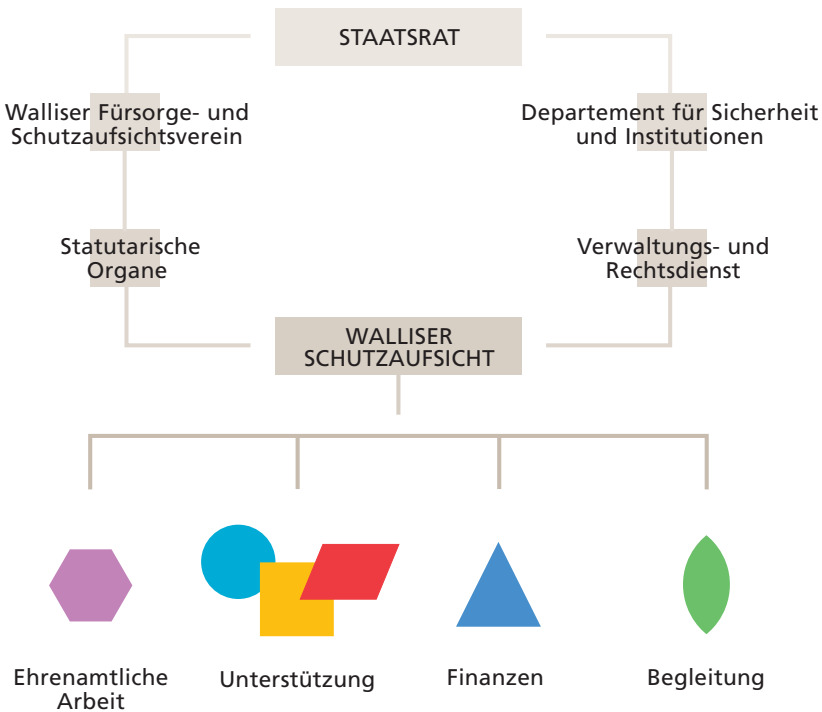 STAATSRAT
Walliser Fürsorge- und
Schutzaufsichtsverein
Departement für Sicherheit
und Institutionen
Statutarische
Organe
Verwaltungs- und
Rechtsdienst
WALLISER
SCHUTZAUFSICHT
Ehrenamtliche
Arbeit
Unterstützung
Finanzen
Begleitung